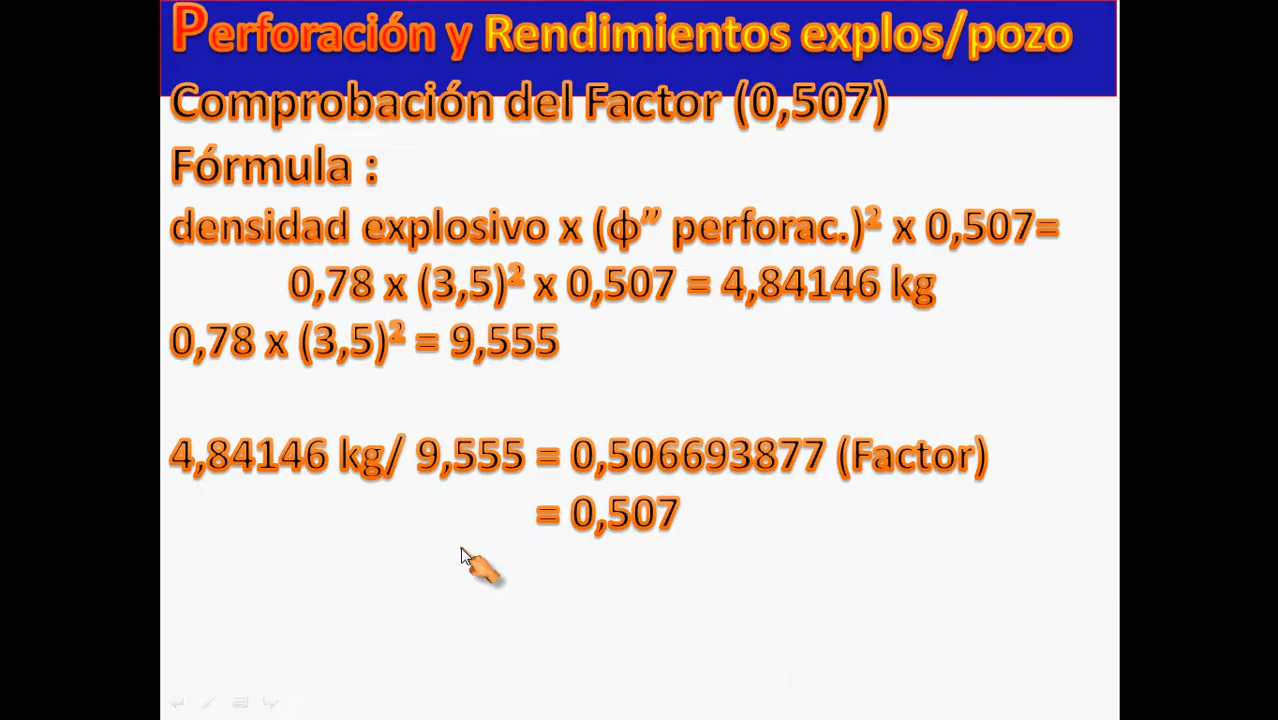 Perforación y Rendimientos explos/pozo
Comprobación del Factor (0,507)
Fórmula :
densidad explosivo x (ф” perforac.)² x 0,507=
0,78 x (3,5)² x 0,507 = 4,84146 kg
0,78 x (3,5)² = 9,555
4,84146 kg/ 9,555 = 0,506693877 (Factor)
= 0,507